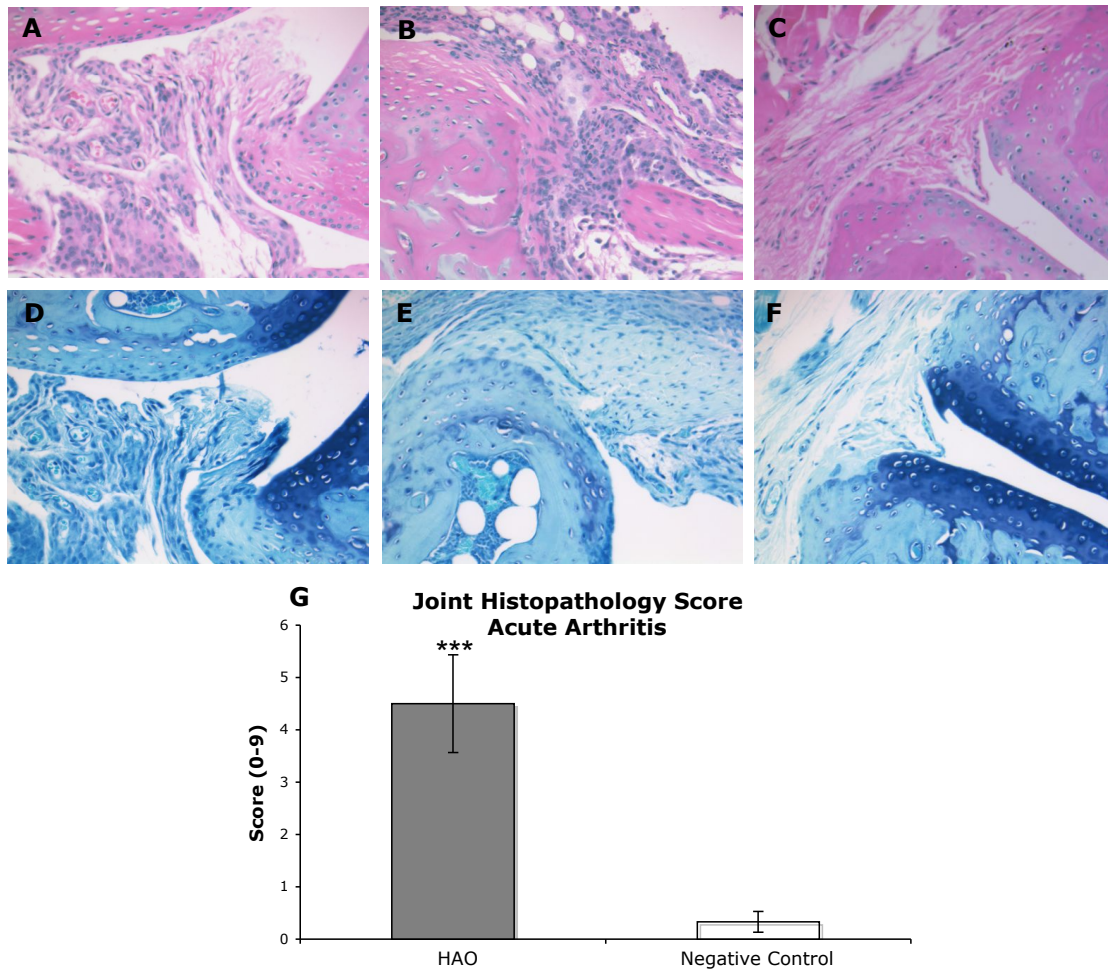 A
B
C
D
E
F
G
Joint Histopathology Score
Acute Arthritis
6
***
5
4
3
2
1
0
Score (0-9)
HAO
Negative Control